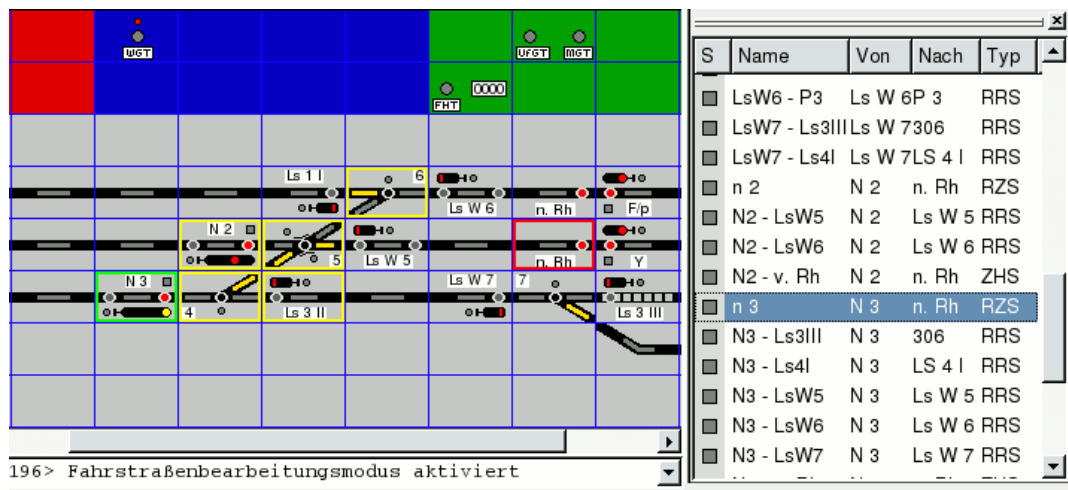 WGT
UFGT MGT
FHT 0000
Ls 1 I 6
Ls W 6 n. Rh F/p
N 2 5 Ls W 5 n. Rh Y
N 3 4 Ls 3 II Ls W 7 7 Ls 3 III
196> Fahrstraßenbearbeitungsmodus aktiviert
S Name Von Nach Typ
LsW6 - P3 Ls W 6 P 3 RRS
LsW7 - Ls3III Ls W 7 306 RRS
LsW7 - Ls4I Ls W 7 LS 4 I RRS
n 2 N 2 n. Rh RZS
N2 - LsW5 N 2 Ls W 5 RRS
N2 - LsW6 N 2 Ls W 6 RRS
N2 - v. Rh N 2 n. Rh ZHS
n 3 N 3 n. Rh RZS
N3 - Ls3III N 3 306 RRS
N3 - Ls4I N 3 LS 4 I RRS
N3 - LsW5 N 3 Ls W 5 RRS
N3 - LsW6 N 3 Ls W 6 RRS
N3 - LsW7 N 3 Ls W 7 RRS